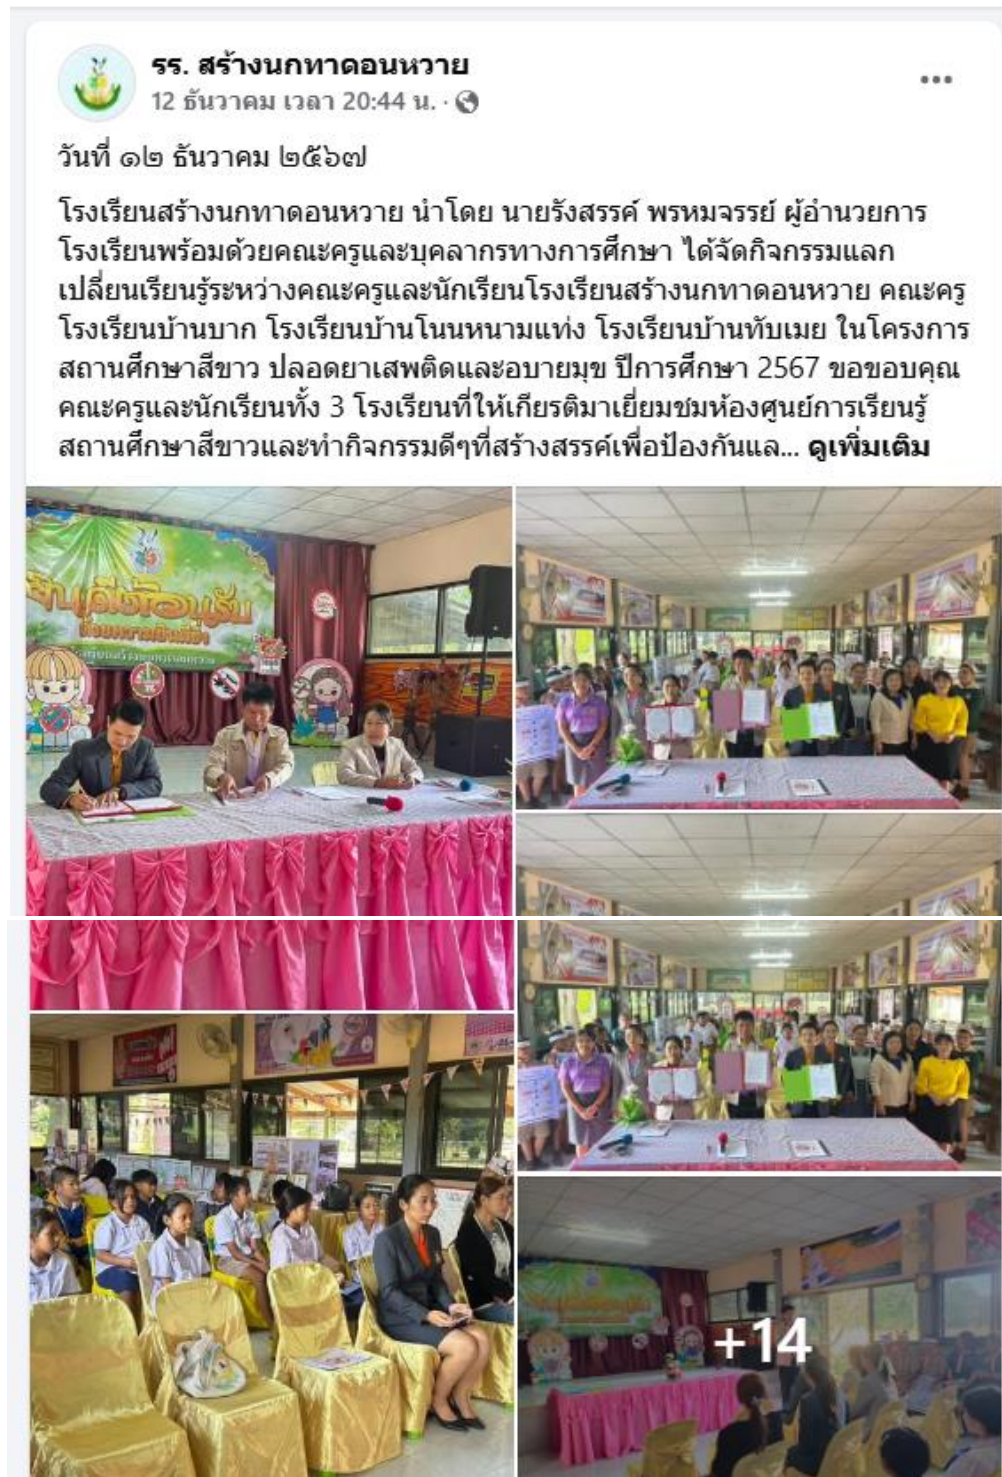 รร. สร้างนกทาดอนหวาย
12 ธันวาคม เวลา 20:44 น. ·
วันที่ ๑๒ ธันวาคม ๒๕๖๗
โรงเรียนสร้างนกทาดอนหวาย นำโดย นายรังสรรค์ พรหมจรรย์ ผู้อำนวยการ
โรงเรียนพร้อมด้วยคณะครูและบุคลากรทางการศึกษา ได้จัดกิจกรรมแลก
เปลี่ยนเรียนรู้ระหว่างคณะครูและนักเรียนโรงเรียนสร้างนกทาดอนหวาย คณะครู
โรงเรียนบ้านบาก โรงเรียนบ้านโนนหนามแท่ง โรงเรียนบ้านทับเมย ในโครงการ
สถานศึกษาสีขาว ปลอดยาเสพติดและอบายมุข ปีการศึกษา 2567 ขอขอบคุณ
คณะครูและนักเรียนทั้ง 3 โรงเรียนที่ให้เกียรติมาเยี่ยมชมห้องศูนย์การเรียนรู้
สถานศึกษาสีขาวและทำกิจกรรมดีๆที่สร้างสรรค์เพื่อป้องกันแล... ดูเพิ่มเติม
ยินดีต้อนรับ
ด้วยความยินดียิ่ง
+14